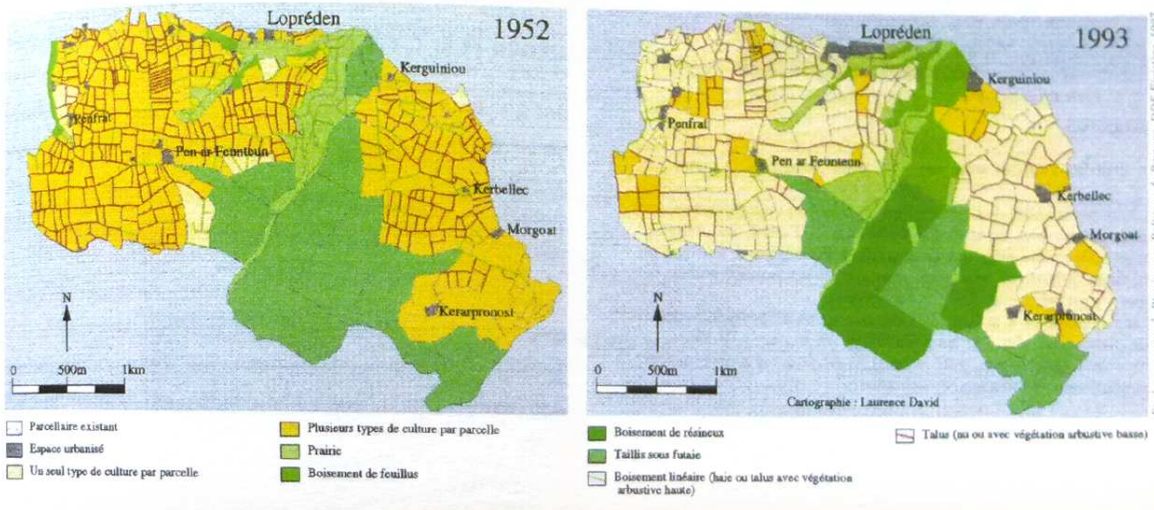 Lopréden
1952
Kerguiniou
Penfrat
Pen ar Feunteun
Kerbellec
Morgoat
Kerarpronost
N
0 500m 1km
Parcellaire existant
Espace urbanisé
Un seul type de culture par parcelle
Plusieurs types de culture par parcelle
Prairie
Boisement de feuillus
Lopréden
1993
Kerguiniou
Penfrat
Pen ar Feunteun
Kerbellec
Morgoat
Kerarpronost
N
0 500m 1km
Cartographie : Laurence David
Boisement de résineux
Taillis sous futaie
Boisement linéaire (haie ou talus avec végétation
arbustive haute)
Talus (nu ou avec végétation arbustive basse)